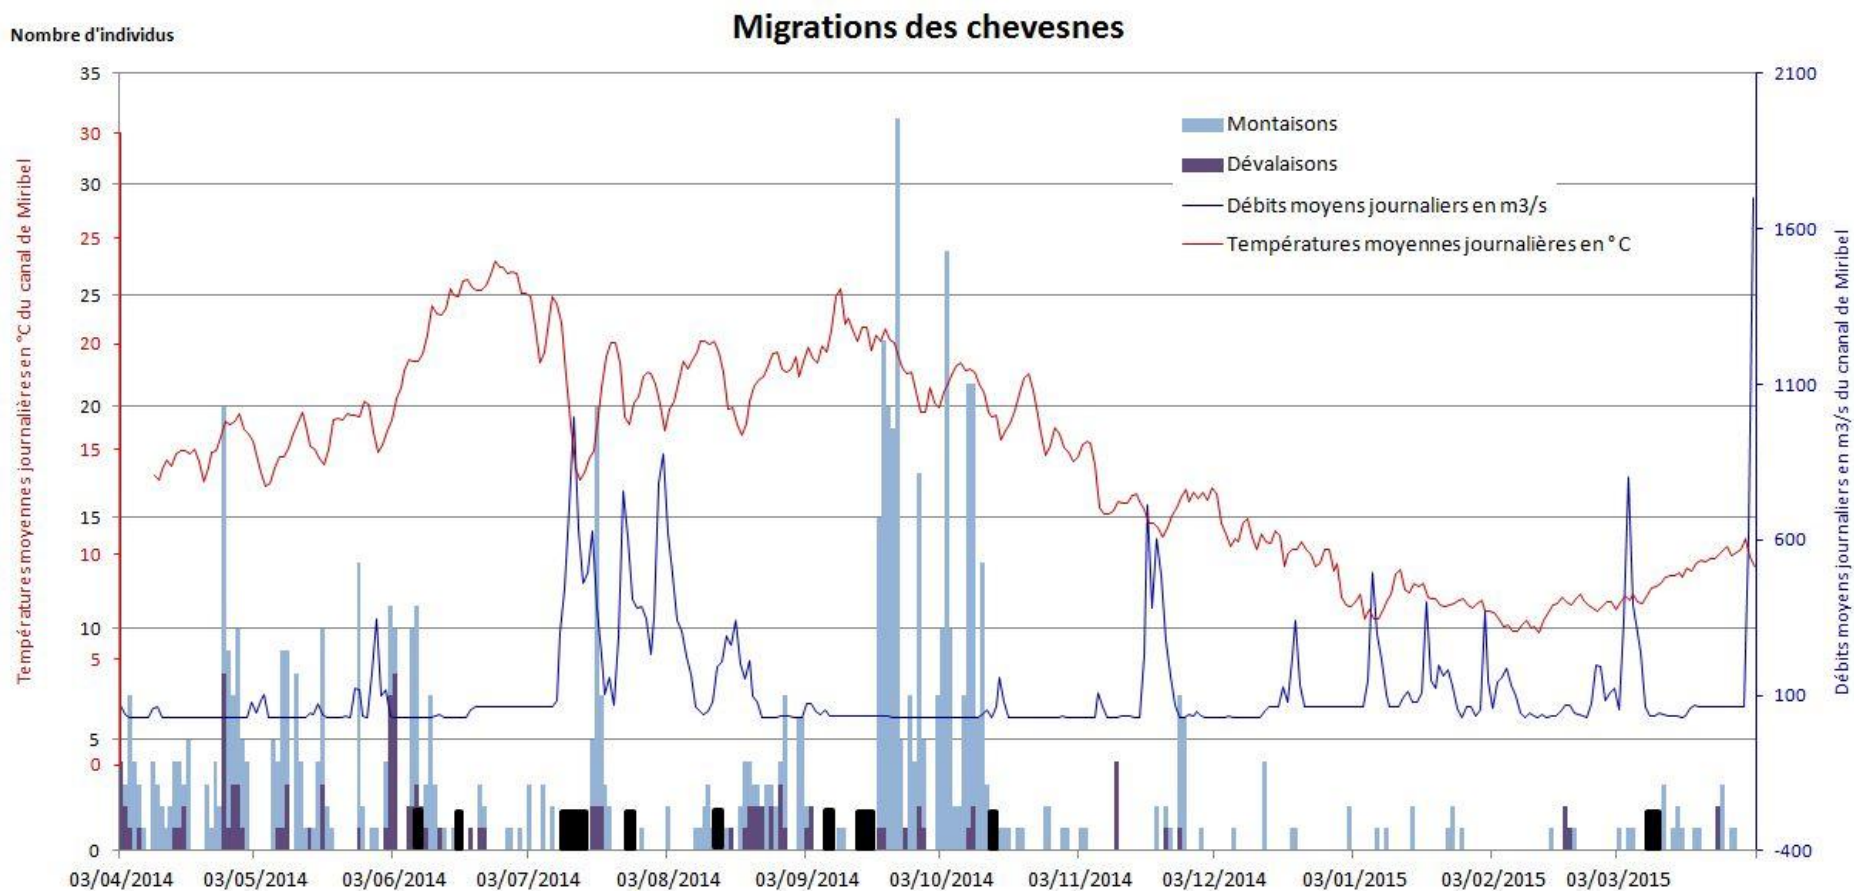 Migrations des chevesnes
Nombre d'individus
35
30
30
25
25
20
20
15
15
10
10
5
5
0
0
Températures moyennes journalières en °C du canal de Miribel
Montaisons
Dévalaisons
Débits moyens journaliers en m3/s
Températures moyennes journalières en °C
2100
1600
1100
600
100
-400
Débits moyens journaliers en m3/s du cnanal de Miribel
03/04/2014 03/05/2014 03/06/2014 03/07/2014 03/08/2014 03/09/2014 03/10/2014 03/11/2014 03/12/2014 03/01/2015 03/02/2015 03/03/2015